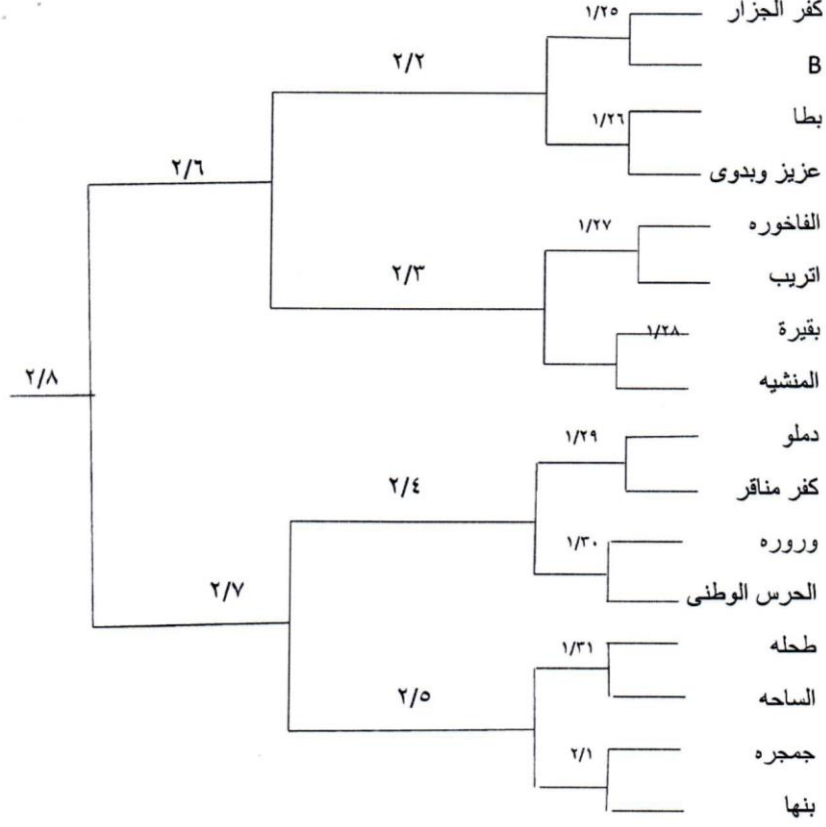 كفر الجزار
١/٢٥
B
٢/٢
بطا
١/٢٦
عزيز وبدوى
٢/٦
الفاخوره
١/٢٧
اتريب
٢/٣
بقيرة
١/٢٨
المنشيه
٢/٨
دملو
١/٢٩
كفر مناقر
٢/٤
وروره
١/٣٠
الحرس الوطنى
٢/٧
طحله
١/٣١
الساحه
٢/٥
جمجره
٢/١
بنها